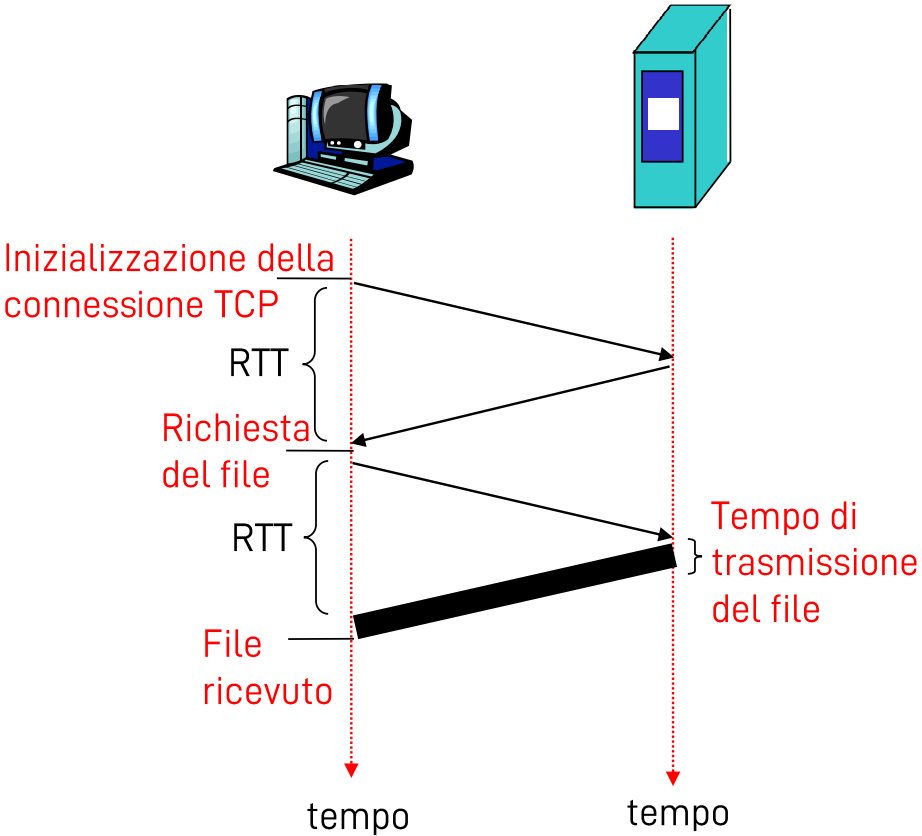 Inizializzazione della
connessione TCP
RTT
Richiesta
del file
RTT
Tempo di
trasmissione
del file
File
ricevuto
tempo
tempo